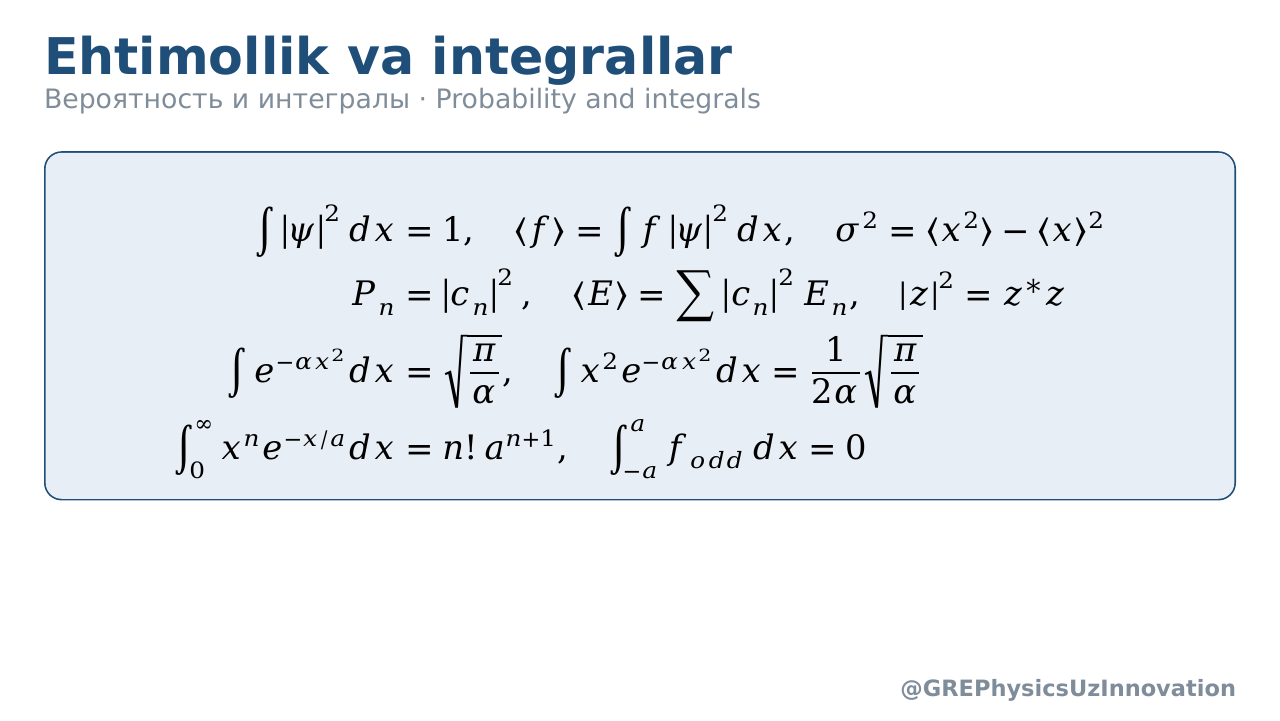 Ehtimollik va integrallar
Вероятность и интегралы · Probability and integrals
∫|ψ|² dx = 1, ⟨f⟩ = ∫ f |ψ|² dx, σ² = ⟨x²⟩ − ⟨x⟩²
Pₙ = |cₙ|², ⟨E⟩ = ∑ |cₙ|² Eₙ, |z|² = z*z
∫ e^{−αx²} dx = √(π/α), ∫ x² e^{−αx²} dx = 1/(2α) √(π/α)
∫₀^∞ xⁿ e^{−x/a} dx = n! a^{n+1}, ∫_{−a}^{a} f_{odd} dx = 0
@GREPhysicsUzInnovation